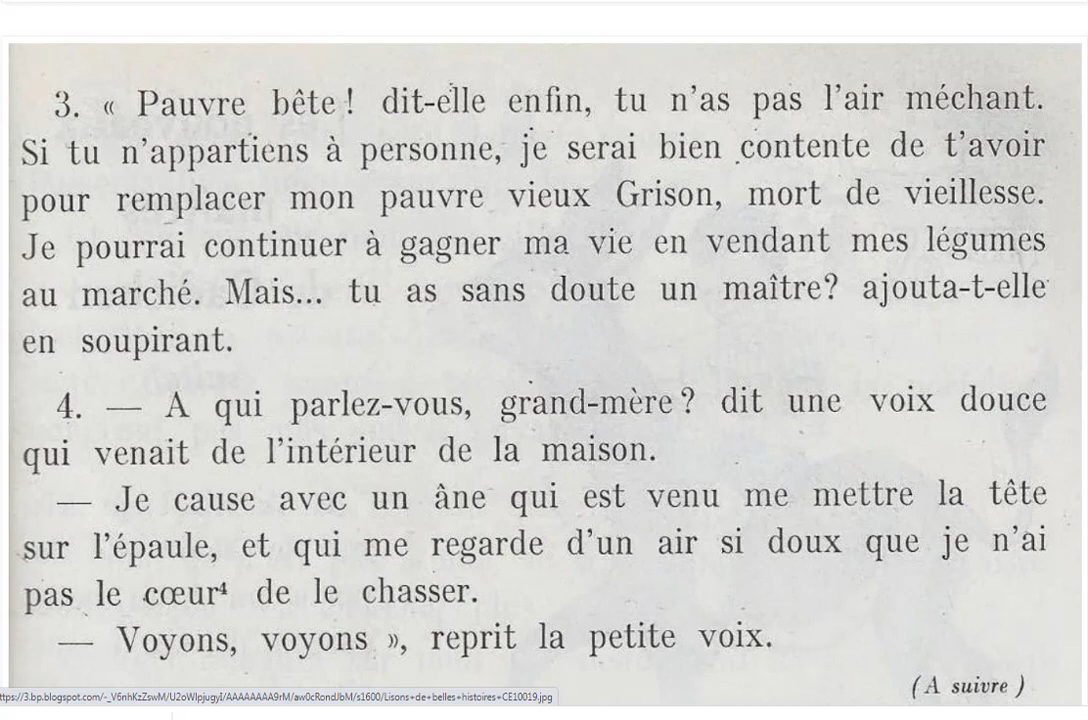 3. « Pauvre bête ! dit-elle enfin, tu n'as pas l'air méchant.
Si tu n'appartiens à personne, je serai bien contente de t'avoir
pour remplacer mon pauvre vieux Grison, mort de vieillesse.
Je pourrai continuer à gagner ma vie en vendant mes légumes
au marché. Mais... tu as sans doute un maître? ajouta-t-elle
en soupirant.
4. — A qui parlez-vous, grand-mère ? dit une voix douce
qui venait de l'intérieur de la maison.
— Je cause avec un âne qui est venu me mettre la tête
sur l'épaule, et qui me regarde d'un air si doux que je n'ai
pas le cœur⁴ de le chasser.
— Voyons, voyons », reprit la petite voix.
(A suivre)